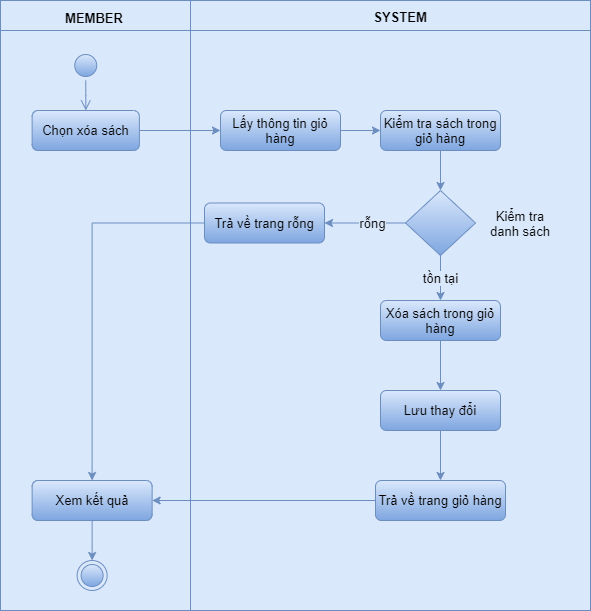 MEMBER
SYSTEM
Chọn xóa sách
Lấy thông tin giỏ
hàng
Kiểm tra sách trong
giỏ hàng
Trả về trang rỗng
rỗng
Kiểm tra
danh sách
tồn tại
Xóa sách trong giỏ
hàng
Lưu thay đổi
Xem kết quả
Trả về trang giỏ hàng